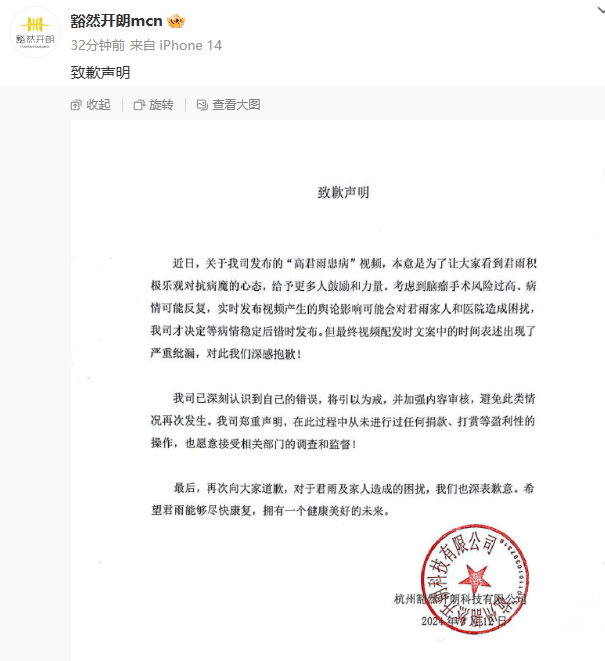 豁然开朗
豁然开朗mcn
32分钟前 来自 iPhone 14
致歉声明
收起 旋转 查看大图
致歉声明
近日，关于我司发布的“高君雨患病”视频，本意是为了让大家看到君雨积
极乐观对抗病魔的心态，给予更多人鼓励和力量。考虑到脑瘤手术风险过高、病
情可能反复，实时发布视频产生的舆论影响可能会对君雨家人和医院造成困扰，
我司才决定等病情稳定后错时发布。但最终视频配发时文案中的时间表述出现了
严重纰漏，对此我们深感抱歉！
我司已深刻认识到自己的错误，将引以为戒，并加强内容审核，避免此类情
况再次发生。我司郑重声明，在此过程中从未进行过任何捐款、打赏等盈利性的
操作，也愿意接受相关部门的调查和监督！
最后，再次向大家道歉，对于君雨及家人造成的困扰，我们也深表歉意。希
望君雨能够尽快康复，拥有一个健康美好的未来。
杭州豁然开朗科技有限公司
2024年 月12日